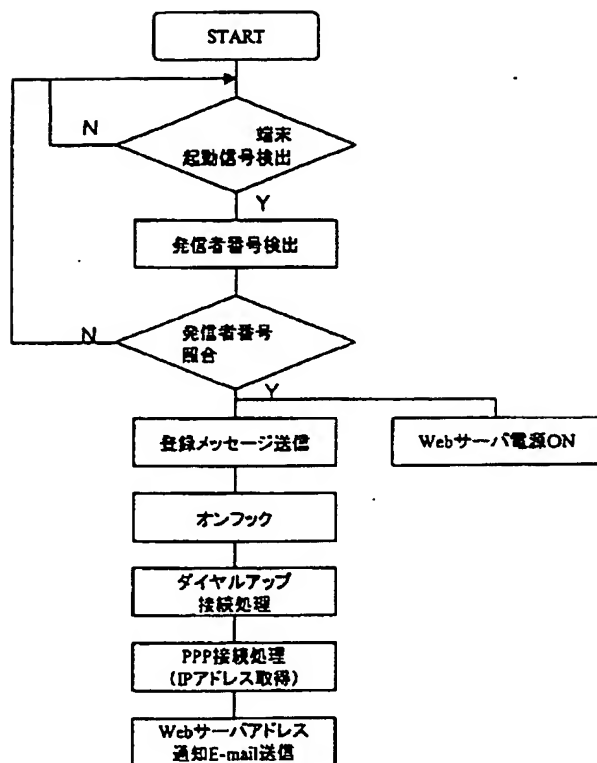 START
N
端末
起動信号検出
Y
発信者番号検出
N
発信者番号
照合
Y
登録メッセージ送信
Webサーバ電源ON
オンフック
ダイヤルアップ
接続処理
PPP接続処理
(IPアドレス取得)
Webサーバアドレス
通知E-mail送信